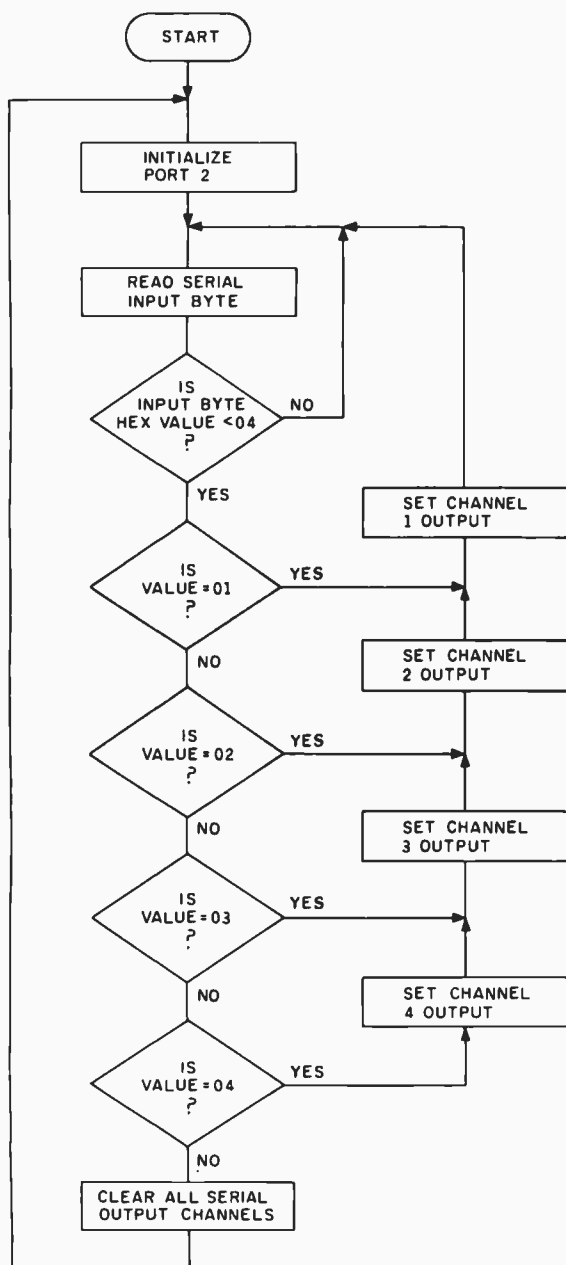 START
INITIALIZE
PORT 2
REAO SERIAL
INPUT BYTE
IS
INPUT BYTE
HEX VALUE <04
?
NO
YES
SET CHANNEL
1 OUTPUT
IS
VALUE=01
?
YES
NO
SET CHANNEL
2 OUTPUT
IS
VALUE=02
?
YES
NO
SET CHANNEL
3 OUTPUT
IS
VALUE=03
?
YES
NO
SET CHANNEL
4 OUTPUT
IS
VALUE=04
?
YES
NO
CLEAR ALL SERIAL
OUTPUT CHANNELS